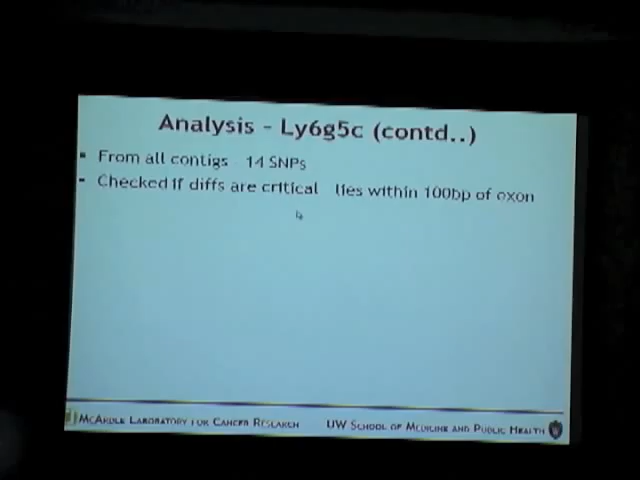 Analysis - Ly6g5c (contd..)
From all contigs 14 SNPs
Checked if diffs are critical lies within 100bp of exon
McArdle Laboratory for Cancer Research UW School of Medicine and Public Health